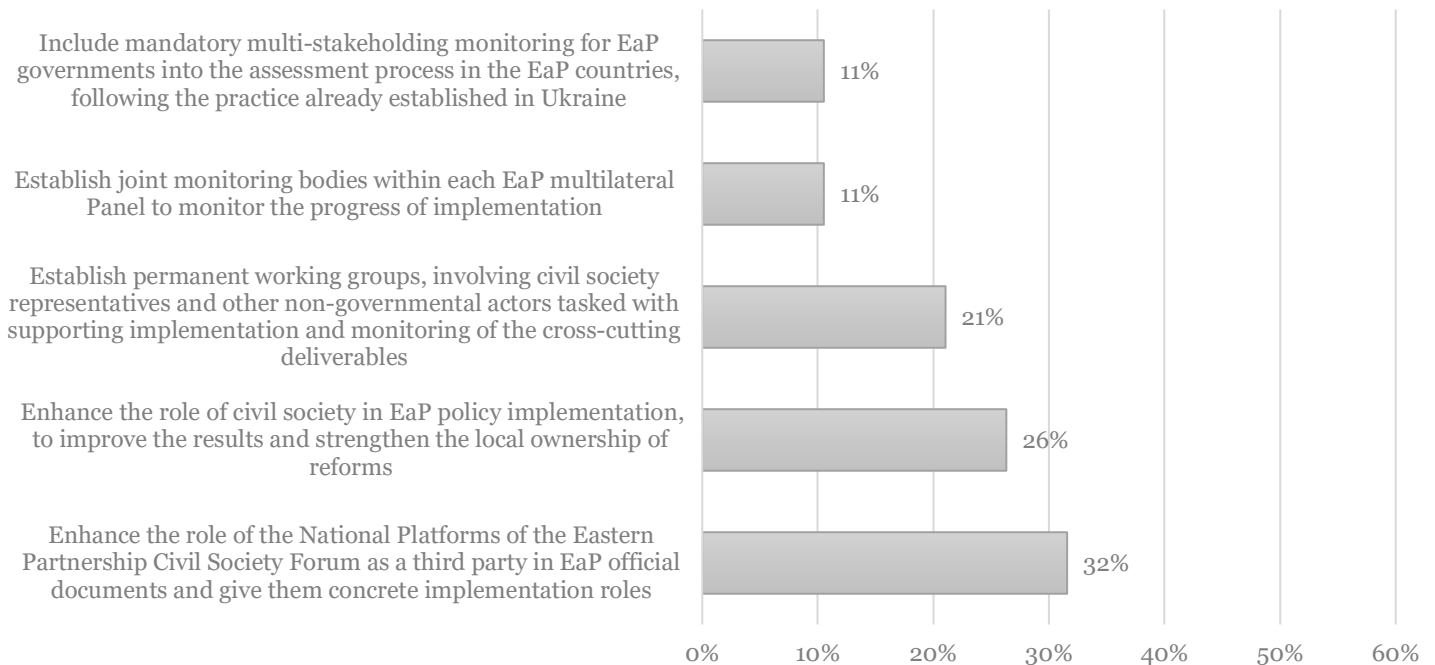 Include mandatory multi-stakeholding monitoring for EaP
governments into the assessment process in the EaP countries,
following the practice already established in Ukraine
11%
Establish joint monitoring bodies within each EaP multilateral
Panel to monitor the progress of implementation
11%
Establish permanent working groups, involving civil society
representatives and other non-governmental actors tasked with
supporting implementation and monitoring of the cross-cutting
deliverables
21%
Enhance the role of civil society in EaP policy implementation,
to improve the results and strengthen the local ownership of
reforms
26%
Enhance the role of the National Platforms of the Eastern
Partnership Civil Society Forum as a third party in EaP official
documents and give them concrete implementation roles
32%
0% 10% 20% 30% 40% 50% 60%